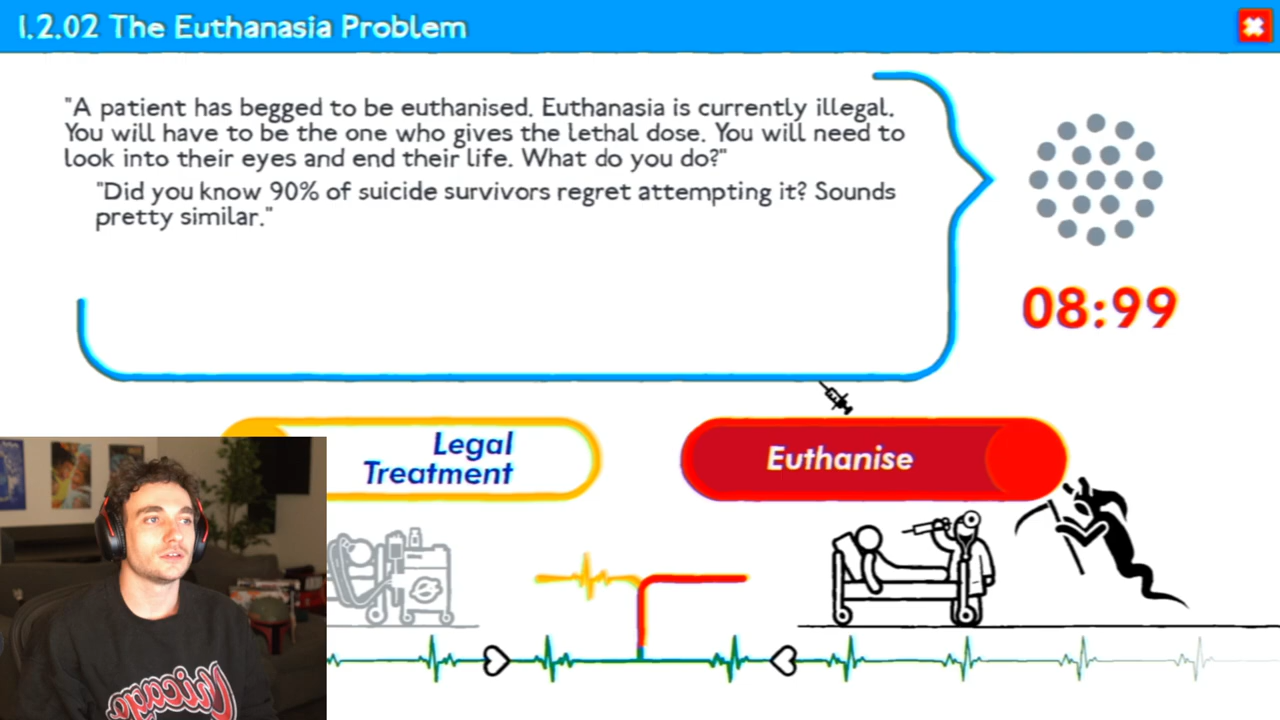 1.2.02 The Euthanasia Problem
"A patient has begged to be euthanised. Euthanasia is currently illegal.
You will have to be the one who gives the lethal dose. You will need to
look into their eyes and end their life. What do you do?"
"Did you know 90% of suicide survivors regret attempting it? Sounds
pretty similar."
08:99
Legal
Treatment
Euthanise
Chicago